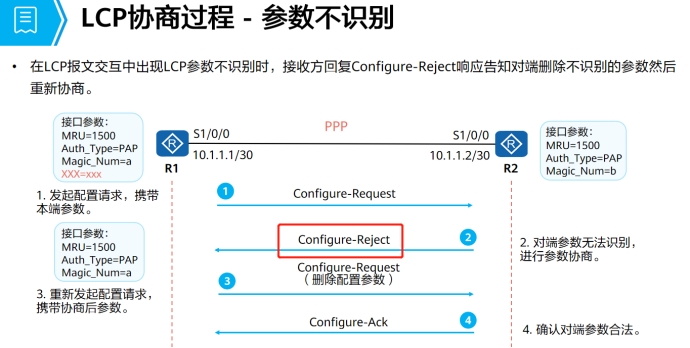 LCP协商过程 - 参数不识别
• 在LCP报文交互中出现LCP参数不识别时，接收方回复Configure-Reject响应告知对端删除不识别的参数然后
重新协商。
接口参数：
MRU=1500
Auth_Type=PAP
Magic_Num=a
XXX=xxx
R
R1
S1/0/0
10.1.1.1/30
PPP
S1/0/0
10.1.1.2/30
R
R2
接口参数：
MRU=1500
Auth_Type=PAP
Magic_Num=b
1. 发起配置请求，携带
本端参数。
1
Configure-Request
接口参数：
MRU=1500
Auth_Type=PAP
Magic_Num=a
Configure-Reject
2
2. 对端参数无法识别，
进行参数协商。
3. 重新发起配置请求，
携带协商后参数。
3
Configure-Request
（删除配置参数）
Configure-Ack
4
4. 确认对端参数合法。